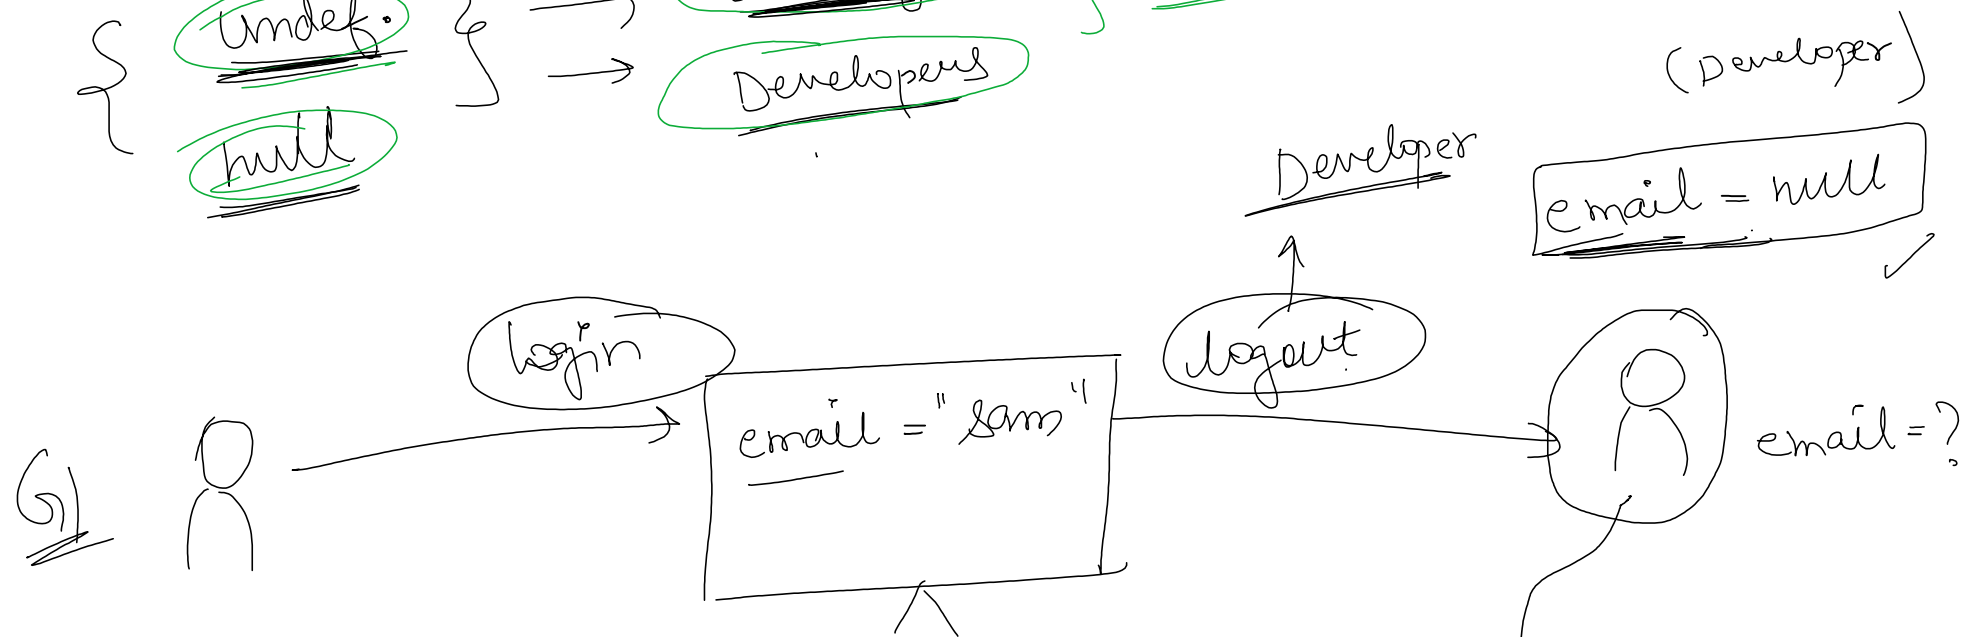 undef.
Developers
(Developer)
null
Developer
email = null
login
logout
email = "sam"
email = ?